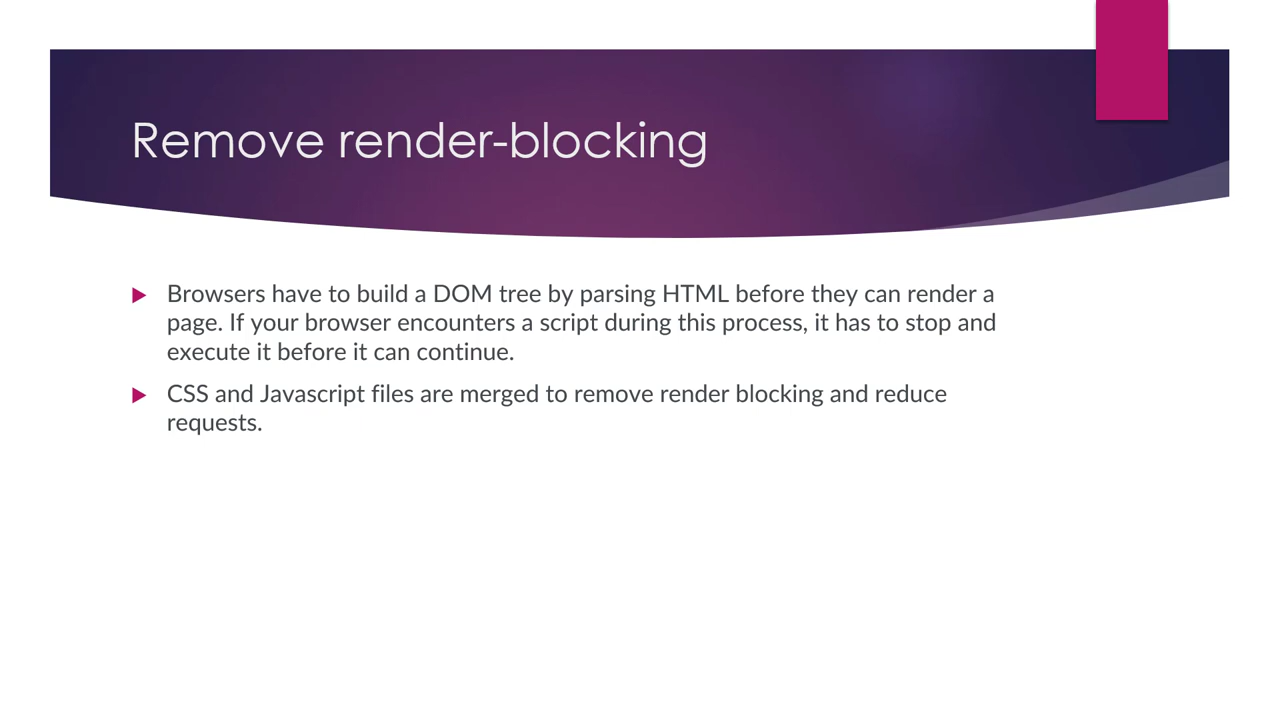 Remove render-blocking
Browsers have to build a DOM tree by parsing HTML before they can render a
page. If your browser encounters a script during this process, it has to stop and
execute it before it can continue.
CSS and Javascript files are merged to remove render blocking and reduce
requests.